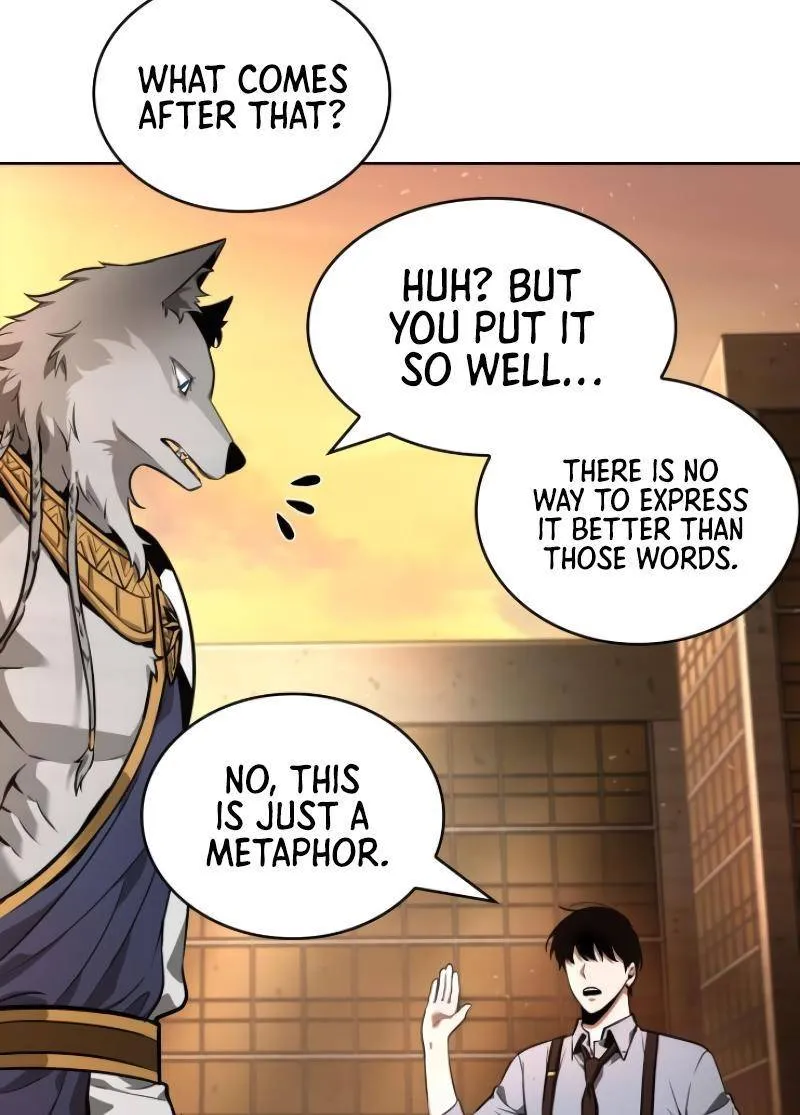 WHAT COMES
AFTER THAT?
HUH? BUT
YOU PUT IT
SO WELL...
THERE IS NO
WAY TO EXPRESS
IT BETTER THAN
THOSE WORDS.
NO, THIS
IS JUST A
METAPHOR.